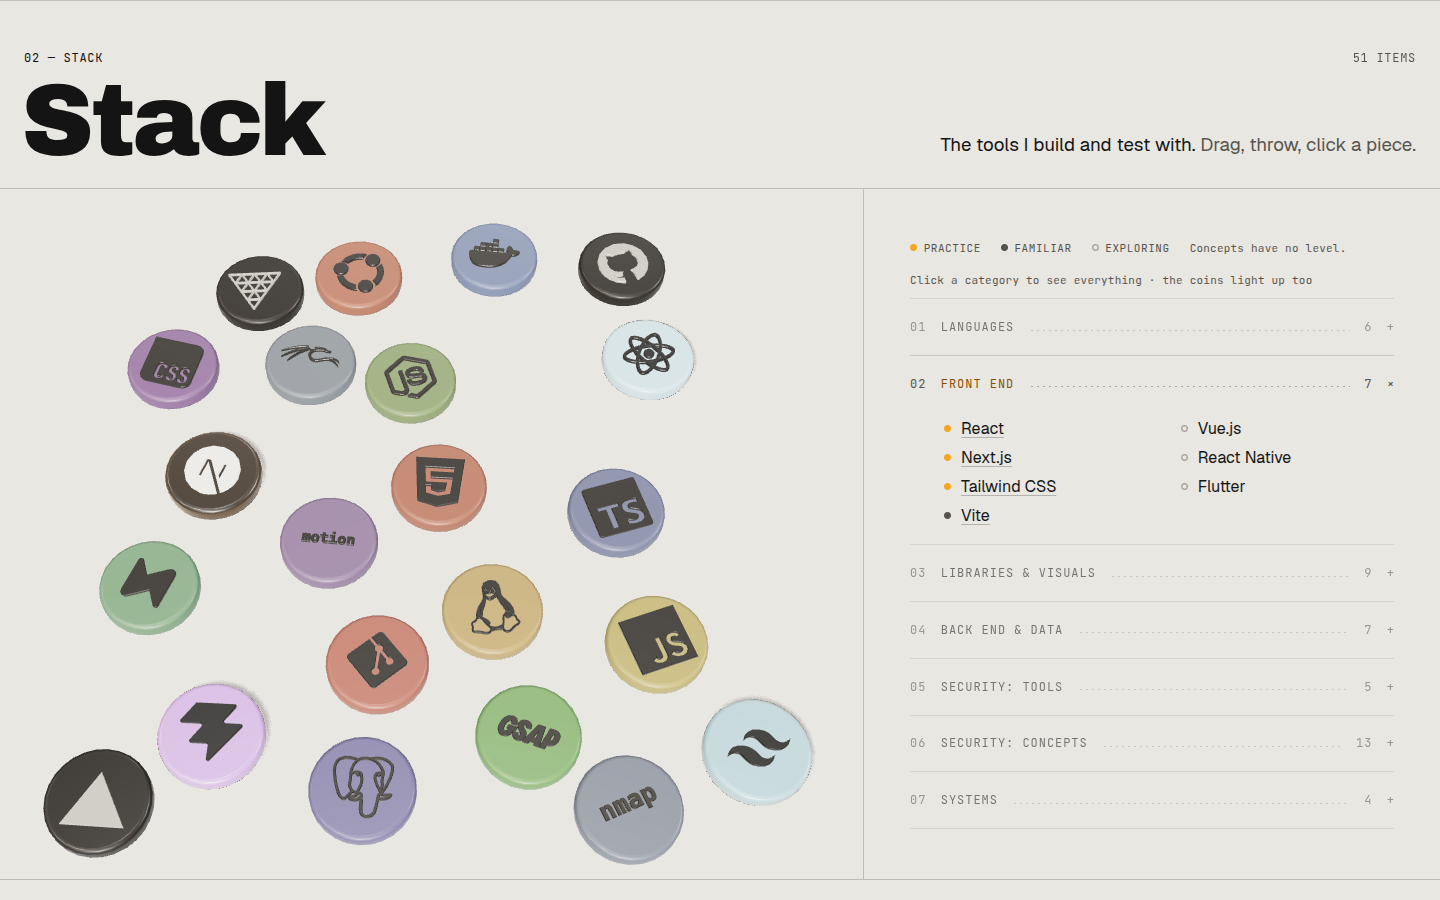 02 — STACK
51 ITEMS
Stack
The tools I build and test with. Drag, throw, click a piece.
CSS
JS
5
TS
motion
JS
GSAP
nmap
PRACTICE FAMILIAR EXPLORING Concepts have no level.
Click a category to see everything · the coins light up too
01 LANGUAGES 6 +
02 FRONT END 7 ×
React
Next.js
Tailwind CSS
Vite
Vue.js
React Native
Flutter
03 LIBRARIES & VISUALS 9 +
04 BACK END & DATA 7 +
05 SECURITY: TOOLS 5 +
06 SECURITY: CONCEPTS 13 +
07 SYSTEMS 4 +